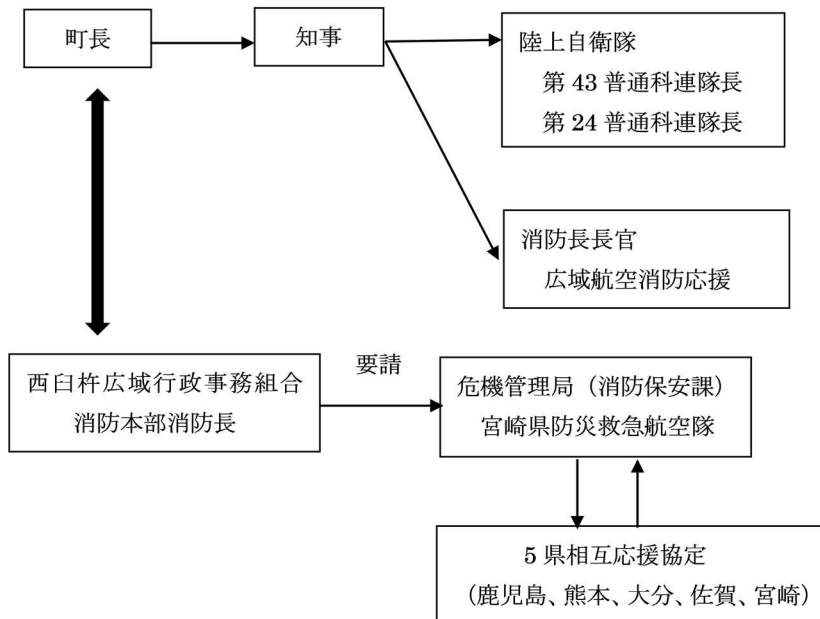 町長
知事
陸上自衛隊
第 43 普通科連隊長
第 24 普通科連隊長
消防長長官
広域航空消防応援
西臼杵広域行政事務組合
消防本部消防長
要請
危機管理局（消防保安課）
宮崎県防災救急航空隊
5 県相互応援協定
（鹿児島、熊本、大分、佐賀、宮崎）